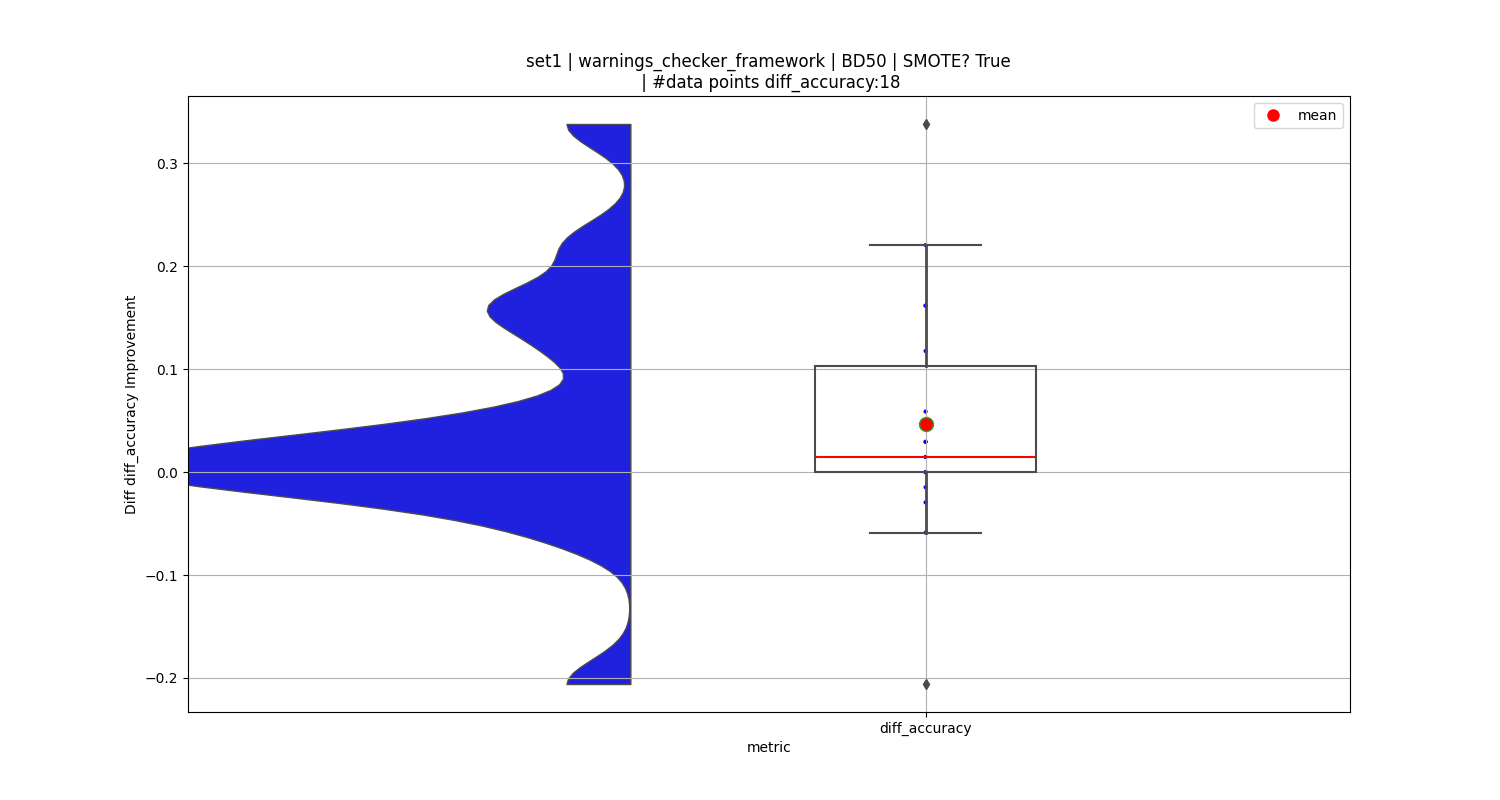 set1 | warnings_checker_framework | BD50 | SMOTE? True
| #data points diff_accuracy:18
mean
0.3
0.2
0.1
0.0
−0.1
−0.2
Diff diff_accuracy Improvement
diff_accuracy
metric